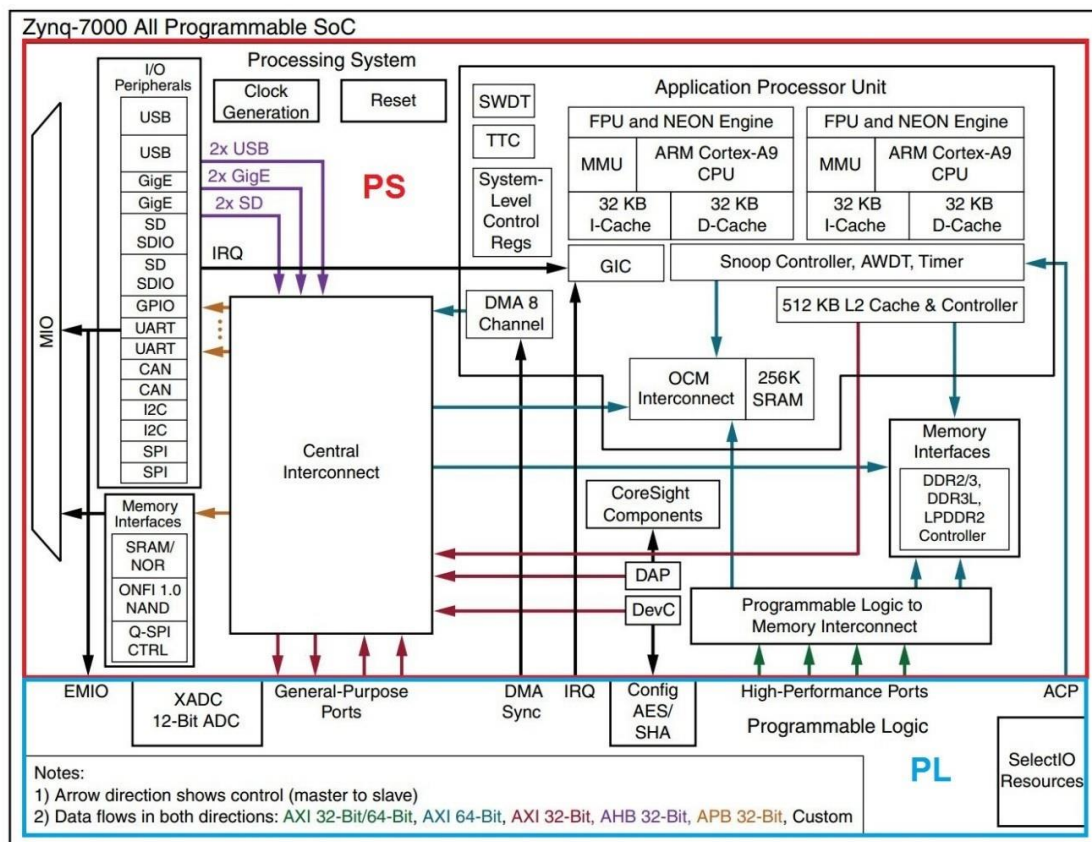 Zynq-7000 All Programmable SoC
Processing System
I/O
Peripherals
USB
USB
GigE
GigE
SD
SDIO
SD
SDIO
GPIO
UART
UART
CAN
CAN
I2C
I2C
SPI
SPI
MIO
Clock
Generation
Reset
2x USB
2x GigE
2x SD
PS
IRQ
Application Processor Unit
SWDT
TTC
System-
Level
Control
Regs
FPU and NEON Engine
MMU
ARM Cortex-A9
CPU
32 KB
I-Cache
32 KB
D-Cache
FPU and NEON Engine
MMU
ARM Cortex-A9
CPU
32 KB
I-Cache
32 KB
D-Cache
GIC
Snoop Controller, AWDT, Timer
DMA 8
Channel
512 KB L2 Cache & Controller
OCM
Interconnect
256K
SRAM
Central
Interconnect
Memory
Interfaces
DDR2/3,
DDR3L,
LPDDR2
Controller
CoreSight
Components
DAP
DevC
Programmable Logic to
Memory Interconnect
Memory
Interfaces
SRAM/
NOR
ONFI 1.0
NAND
Q-SPI
CTRL
EMIO
XADC
12-Bit ADC
General-Purpose
Ports
DMA
Sync
IRQ
Config
AES/
SHA
High-Performance Ports
ACP
Programmable Logic
PL
SelectIO
Resources
Notes:
1) Arrow direction shows control (master to slave)
2) Data flows in both directions: AXI 32-Bit/64-Bit, AXI 64-Bit, AXI 32-Bit, AHB 32-Bit, APB 32-Bit, Custom